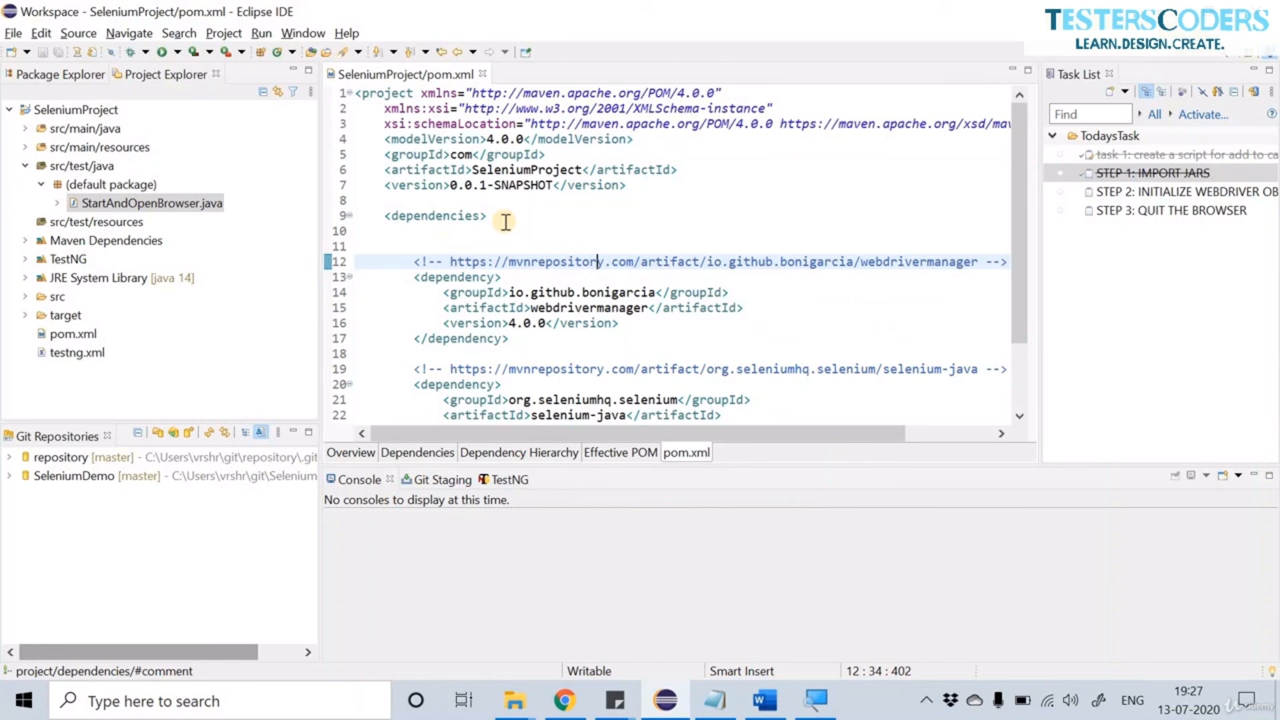 Workspace - SeleniumProject/pom.xml - Eclipse IDE
TESTERSCODERS
LEARN.DESIGN.CREATE.
File Edit Source Navigate Search Project Run Window Help
Package Explorer
Project Explorer
SeleniumProject
src/main/java
src/main/resources
src/test/java
(default package)
StartAndOpenBrowser.java
src/test/resources
Maven Dependencies
TestNG
JRE System Library [java 14]
src
target
pom.xml
testng.xml
SeleniumProject/pom.xml
1 <project xmlns="http://maven.apache.org/POM/4.0.0"
2 xmlns:xsi="http://www.w3.org/2001/XMLSchema-instance"
3 xsi:schemaLocation="http://maven.apache.org/POM/4.0.0 https://maven.apache.org/xsd/mav
4 <modelVersion>4.0.0</modelVersion>
5 <groupId>com</groupId>
6 <artifactId>SeleniumProject</artifactId>
7 <version>0.0.1-SNAPSHOT</version>
8
9 <dependencies>
10
11
12 <!-- https://mvnrepository.com/artifact/io.github.bonigarcia/webdrivermanager -->
13 <dependency>
14 <groupId>io.github.bonigarcia</groupId>
15 <artifactId>webdrivermanager</artifactId>
16 <version>4.0.0</version>
17 </dependency>
18
19 <!-- https://mvnrepository.com/artifact/org.seleniumhq.selenium/selenium-java -->
20 <dependency>
21 <groupId>org.seleniumhq.selenium</groupId>
22 <artifactId>selenium-java</artifactId>
Overview Dependencies Dependency Hierarchy Effective POM pom.xml
Task List
Find
All
Activate...
TodaysTask
task 1: create a script for add to ca
STEP 1: IMPORT JARS
STEP 2: INITIALIZE WEBDRIVER OB
STEP 3: QUIT THE BROWSER
Git Repositories
repository [master] - C:\Users\vrshr\git\repository\.git
SeleniumDemo [master] - C:\Users\vrshr\git\Selenium
Console
Git Staging
TestNG
No consoles to display at this time.
project/dependencies/#comment
Writable
Smart Insert
12 : 34 : 402
Type here to search
ENG
19:27
13-07-2020
Udemy